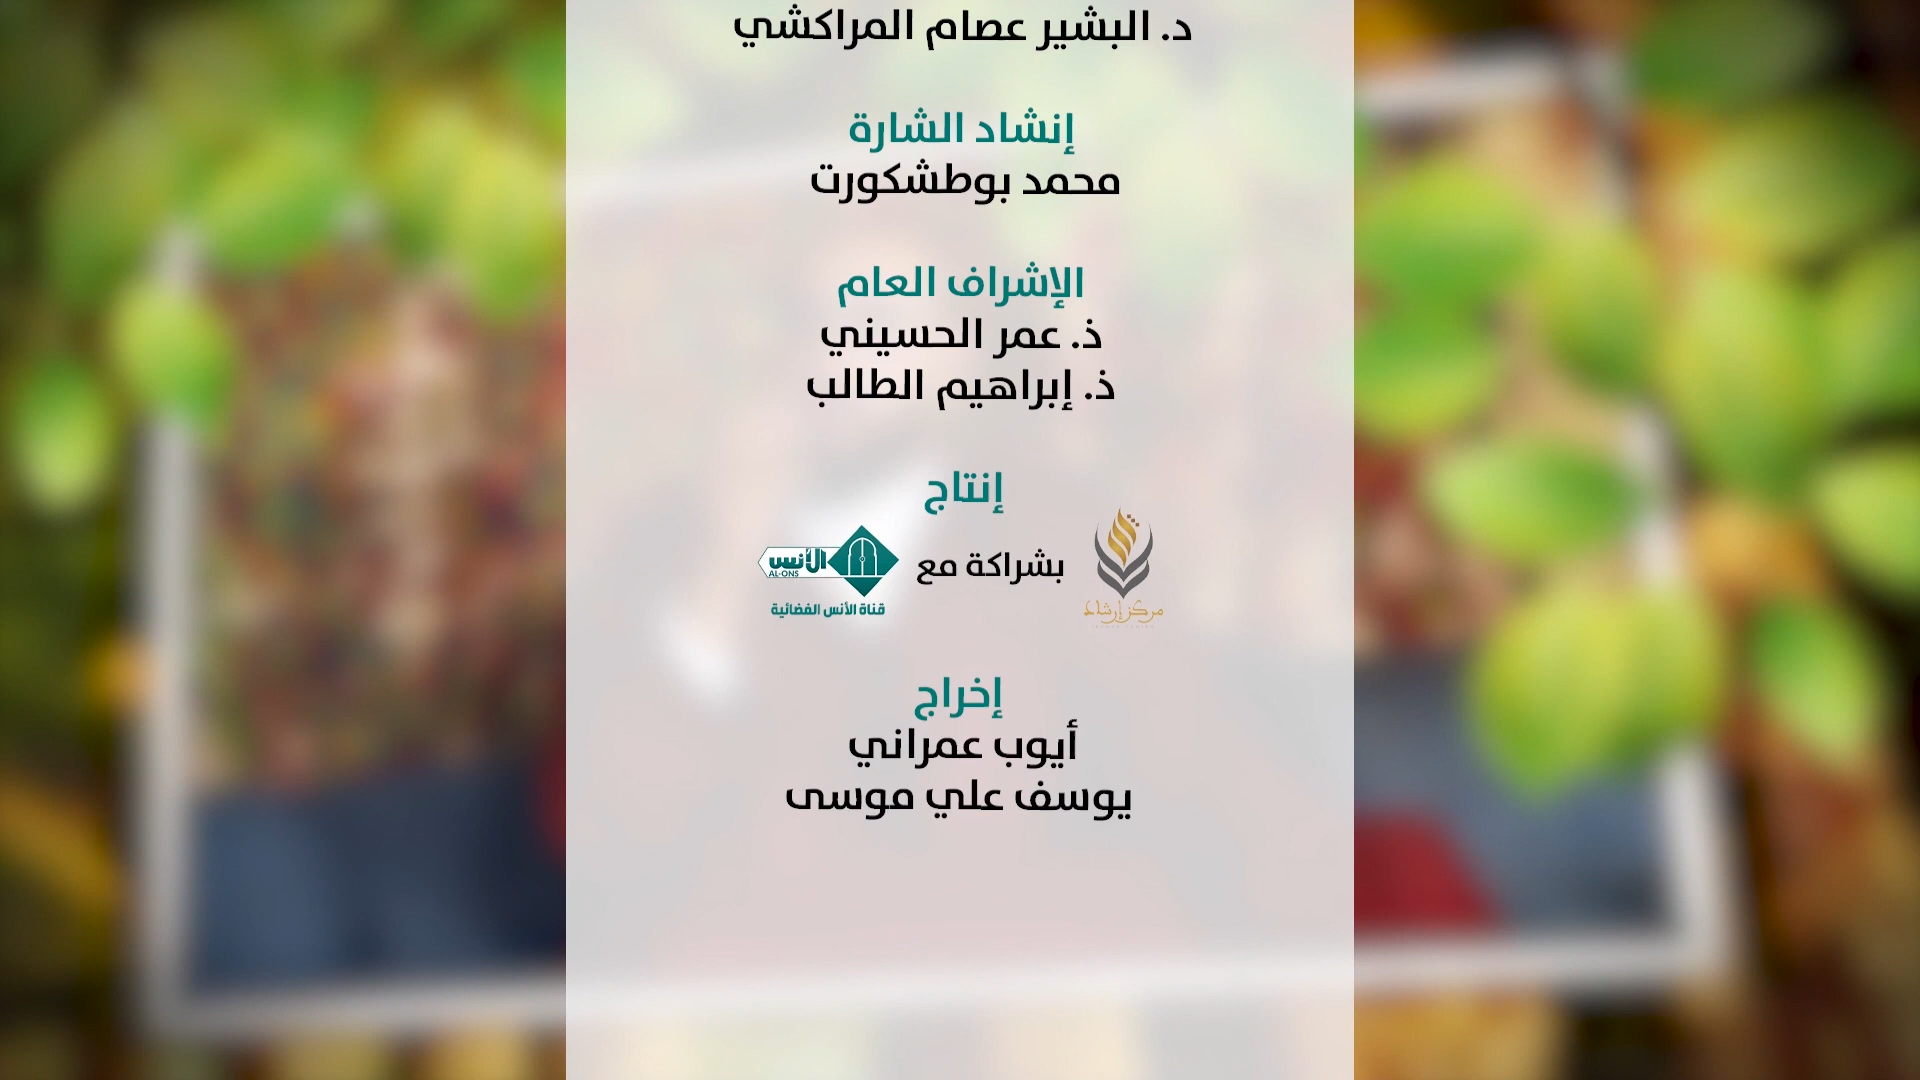 د. البشير عصام المراكشي
إنشاد الشارة
محمد بوطشكورت
الإشراف العام
ذ. عمر الحسيني
ذ. إبراهيم الطالب
إنتاج
مركز إرشاد
بشراكة مع
الأنس
AL-ONS
قناة الأنس الفضائية
إخراج
أيوب عمراني
يوسف علي موسى